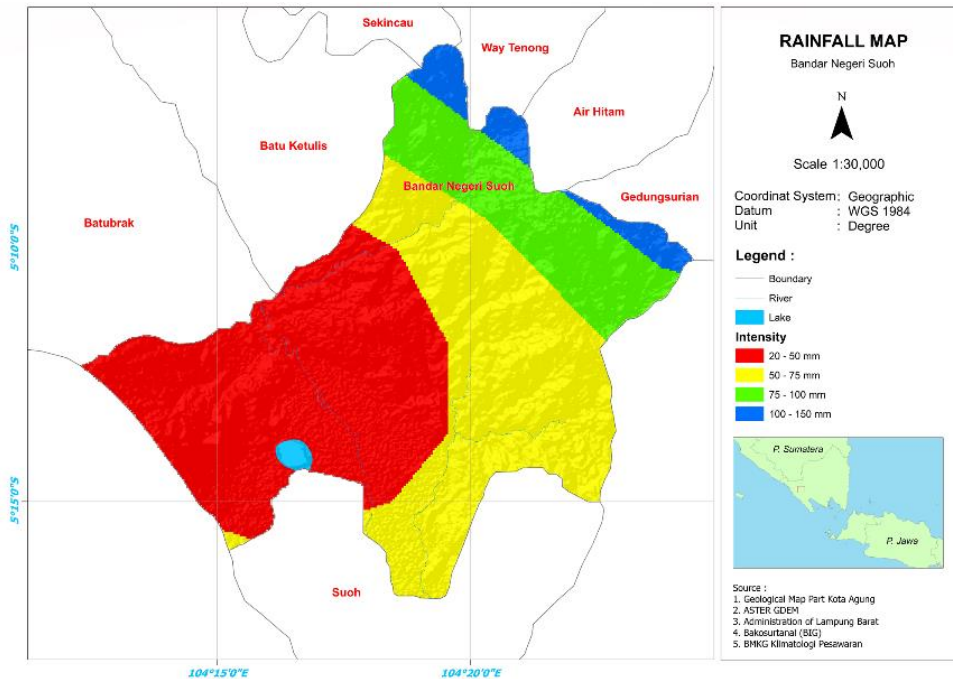 Sekincau
Way Tenong
Air Hitam
Batu Ketulis
Bandar Negeri Suoh
Gedungsurian
Batubrak
Suoh
5°10'0"S
5°15'0"S
104°15'0"E
104°20'0"E
RAINFALL MAP
Bandar Negeri Suoh
N
Scale 1:30,000
Coordinat System: Geographic
Datum : WGS 1984
Unit : Degree
Legend :
Boundary
River
Lake
Intensity
20 - 50 mm
50 - 75 mm
75 - 100 mm
100 - 150 mm
P. Sumatera
P. Jawa
Source :
1. Geological Map Part Kota Agung
2. ASTER GDEM
3. Administration of Lampung Barat
4. Bakosurtanal (BIG)
5. BMKG Klimatologi Pesawaran